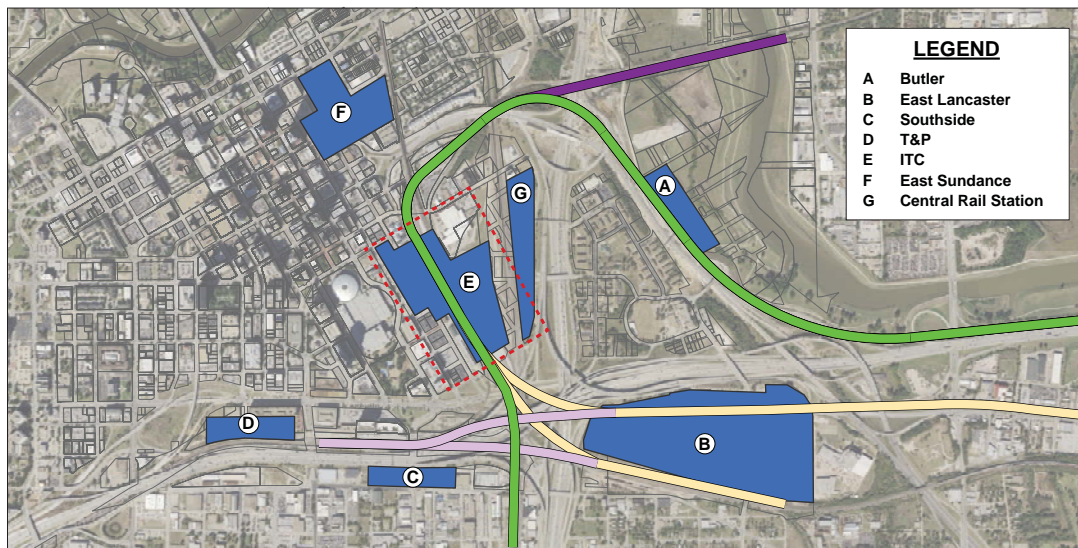 LEGEND
A Butler
B East Lancaster
C Southside
D T&P
E ITC
F East Sundance
G Central Rail Station
F
A
G
E
D
B
C